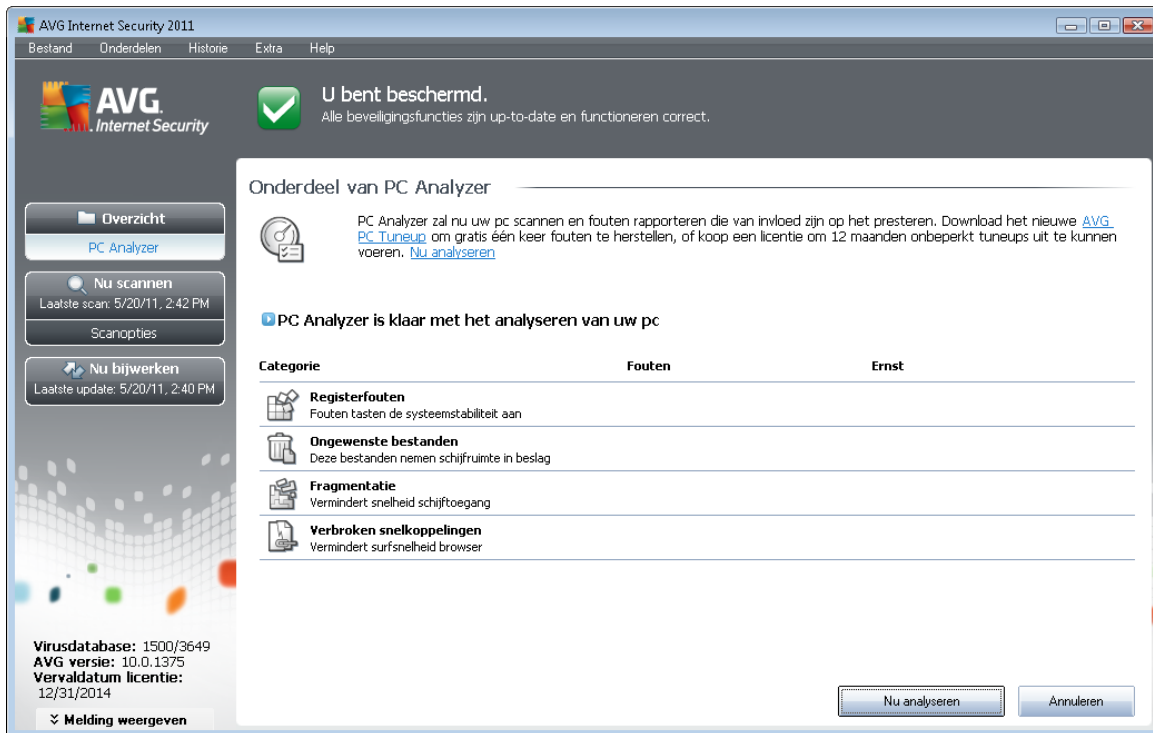 AVG Internet Security 2011
Bestand Onderdelen Historie Extra Help
AVG.
Internet Security
U bent beschermd.
Alle beveiligingsfuncties zijn up-to-date en functioneren correct.
Overzicht
PC Analyzer
Nu scannen
Laatste scan: 5/20/11, 2:42 PM
Scanopties
Nu bijwerken
Laatste update: 5/20/11, 2:40 PM
Virusdatabase: 1500/3649
AVG versie: 10.0.1375
Vervaldatum licentie:
12/31/2014
Melding weergeven
Onderdeel van PC Analyzer
PC Analyzer zal nu uw pc scannen en fouten rapporteren die van invloed zijn op het presteren. Download het nieuwe AVG
PC Tuneup om gratis één keer fouten te herstellen, of koop een licentie om 12 maanden onbeperkt tuneups uit te kunnen
voeren. Nu analyseren
PC Analyzer is klaar met het analyseren van uw pc
Categorie Fouten Ernst
Registerfouten
Fouten tasten de systeemstabiliteit aan
Ongewenste bestanden
Deze bestanden nemen schijfruimte in beslag
Fragmentatie
Vermindert snelheid schijftoegang
Verbroken snelkoppelingen
Vermindert surfsnelheid browser
Nu analyseren Annuleren